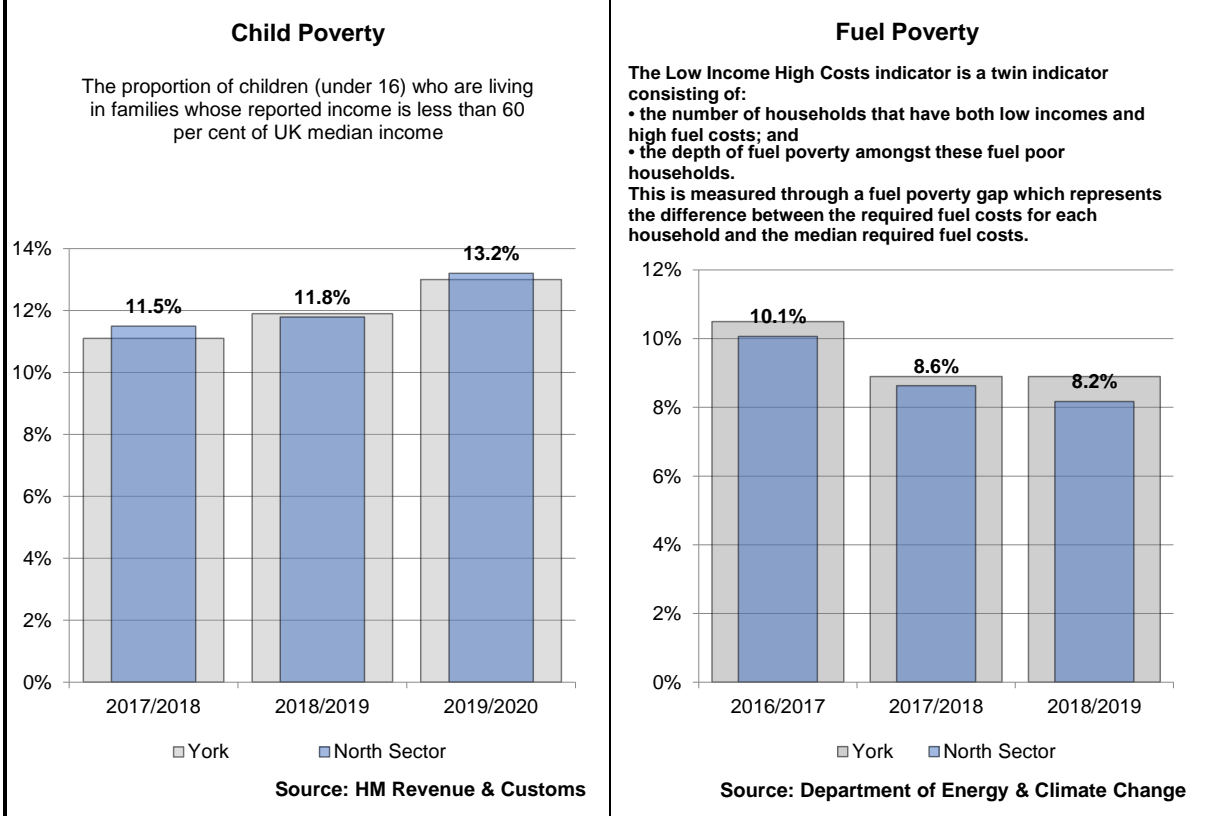 Child Poverty
The proportion of children (under 16) who are living
in families whose reported income is less than 60
per cent of UK median income
14%
12%
10%
8%
6%
4%
2%
0%
11.5%
11.8%
13.2%
2017/2018
2018/2019
2019/2020
York
North Sector
Source: HM Revenue & Customs
Fuel Poverty
The Low Income High Costs indicator is a twin indicator
consisting of:
• the number of households that have both low incomes and
high fuel costs; and
• the depth of fuel poverty amongst these fuel poor
households.
This is measured through a fuel poverty gap which represents
the difference between the required fuel costs for each
household and the median required fuel costs.
12%
10%
8%
6%
4%
2%
0%
10.1%
8.6%
8.2%
2016/2017
2017/2018
2018/2019
York
North Sector
Source: Department of Energy & Climate Change